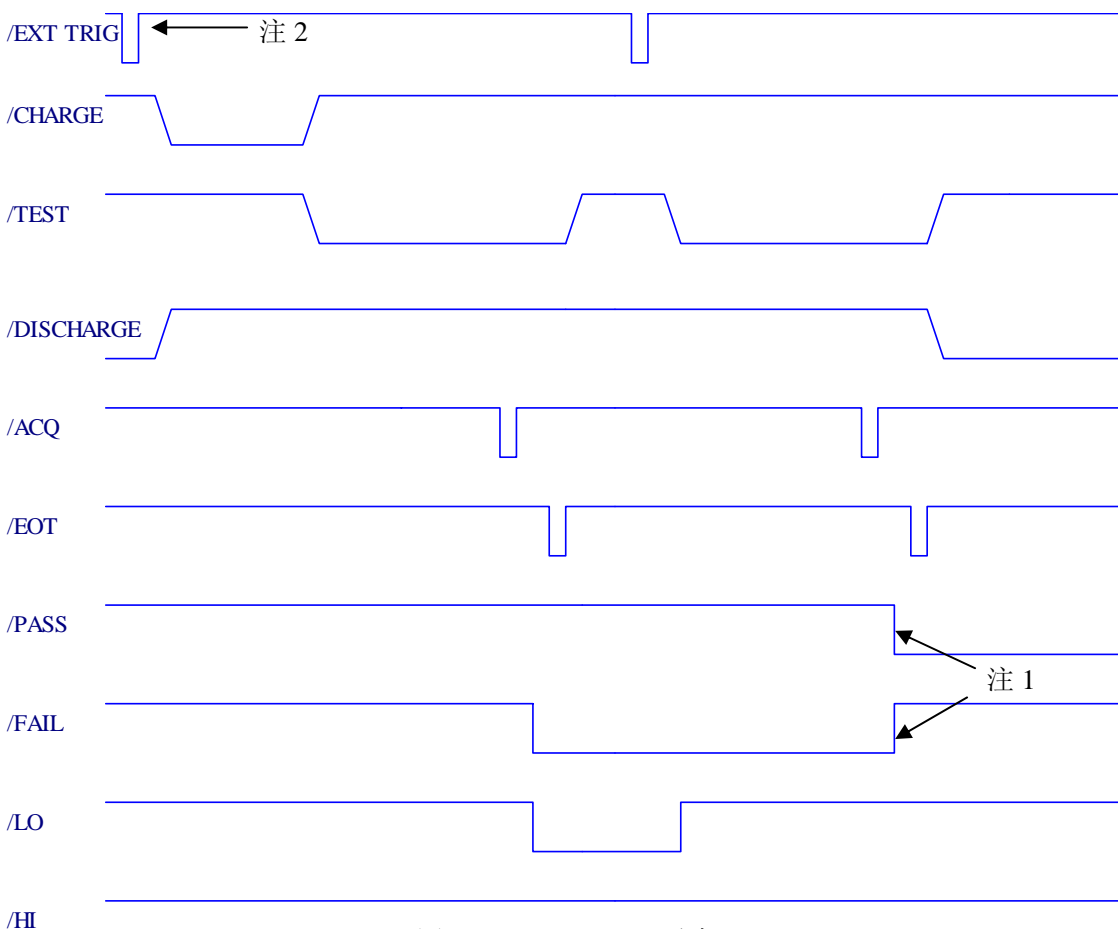 /EXT TRIG
注 2
/CHARGE
/TEST
/DISCHARGE
/ACQ
/EOT
/PASS
注 1
/FAIL
/LO
/HI